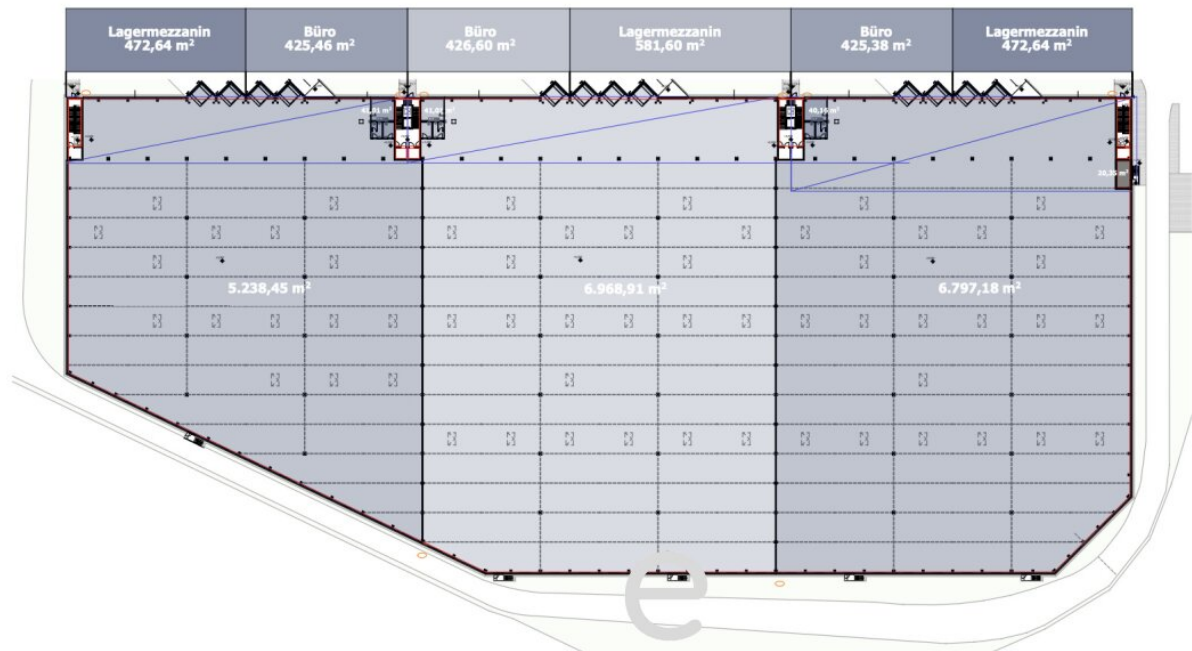 Lagermezzanin
472,64 m²
Büro
425,46 m²
Büro
426,60 m²
Lagermezzanin
581,60 m²
Büro
425,38 m²
Lagermezzanin
472,64 m²
5.238,45 m²
6.968,91 m²
6.797,18 m²
e